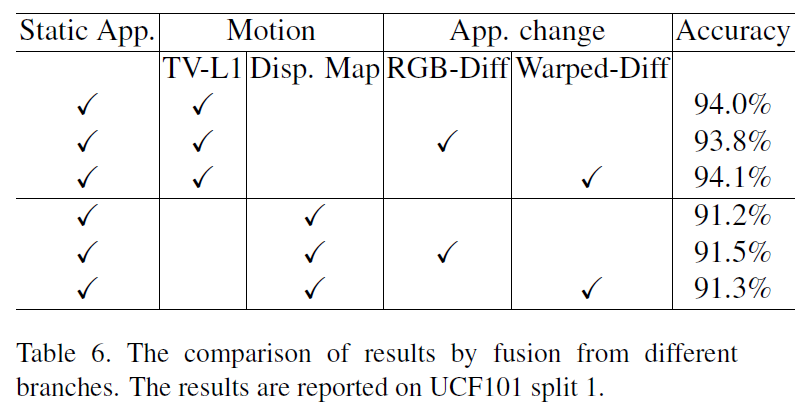 Static App. Motion App. change Accuracy
TV-L1 Disp. Map RGB-Diff Warped-Diff
✓ ✓ 94.0%
✓ ✓ ✓ 93.8%
✓ ✓ ✓ 94.1%
✓ ✓ 91.2%
✓ ✓ ✓ 91.5%
✓ ✓ ✓ 91.3%
Table 6. The comparison of results by fusion from different
branches. The results are reported on UCF101 split 1.